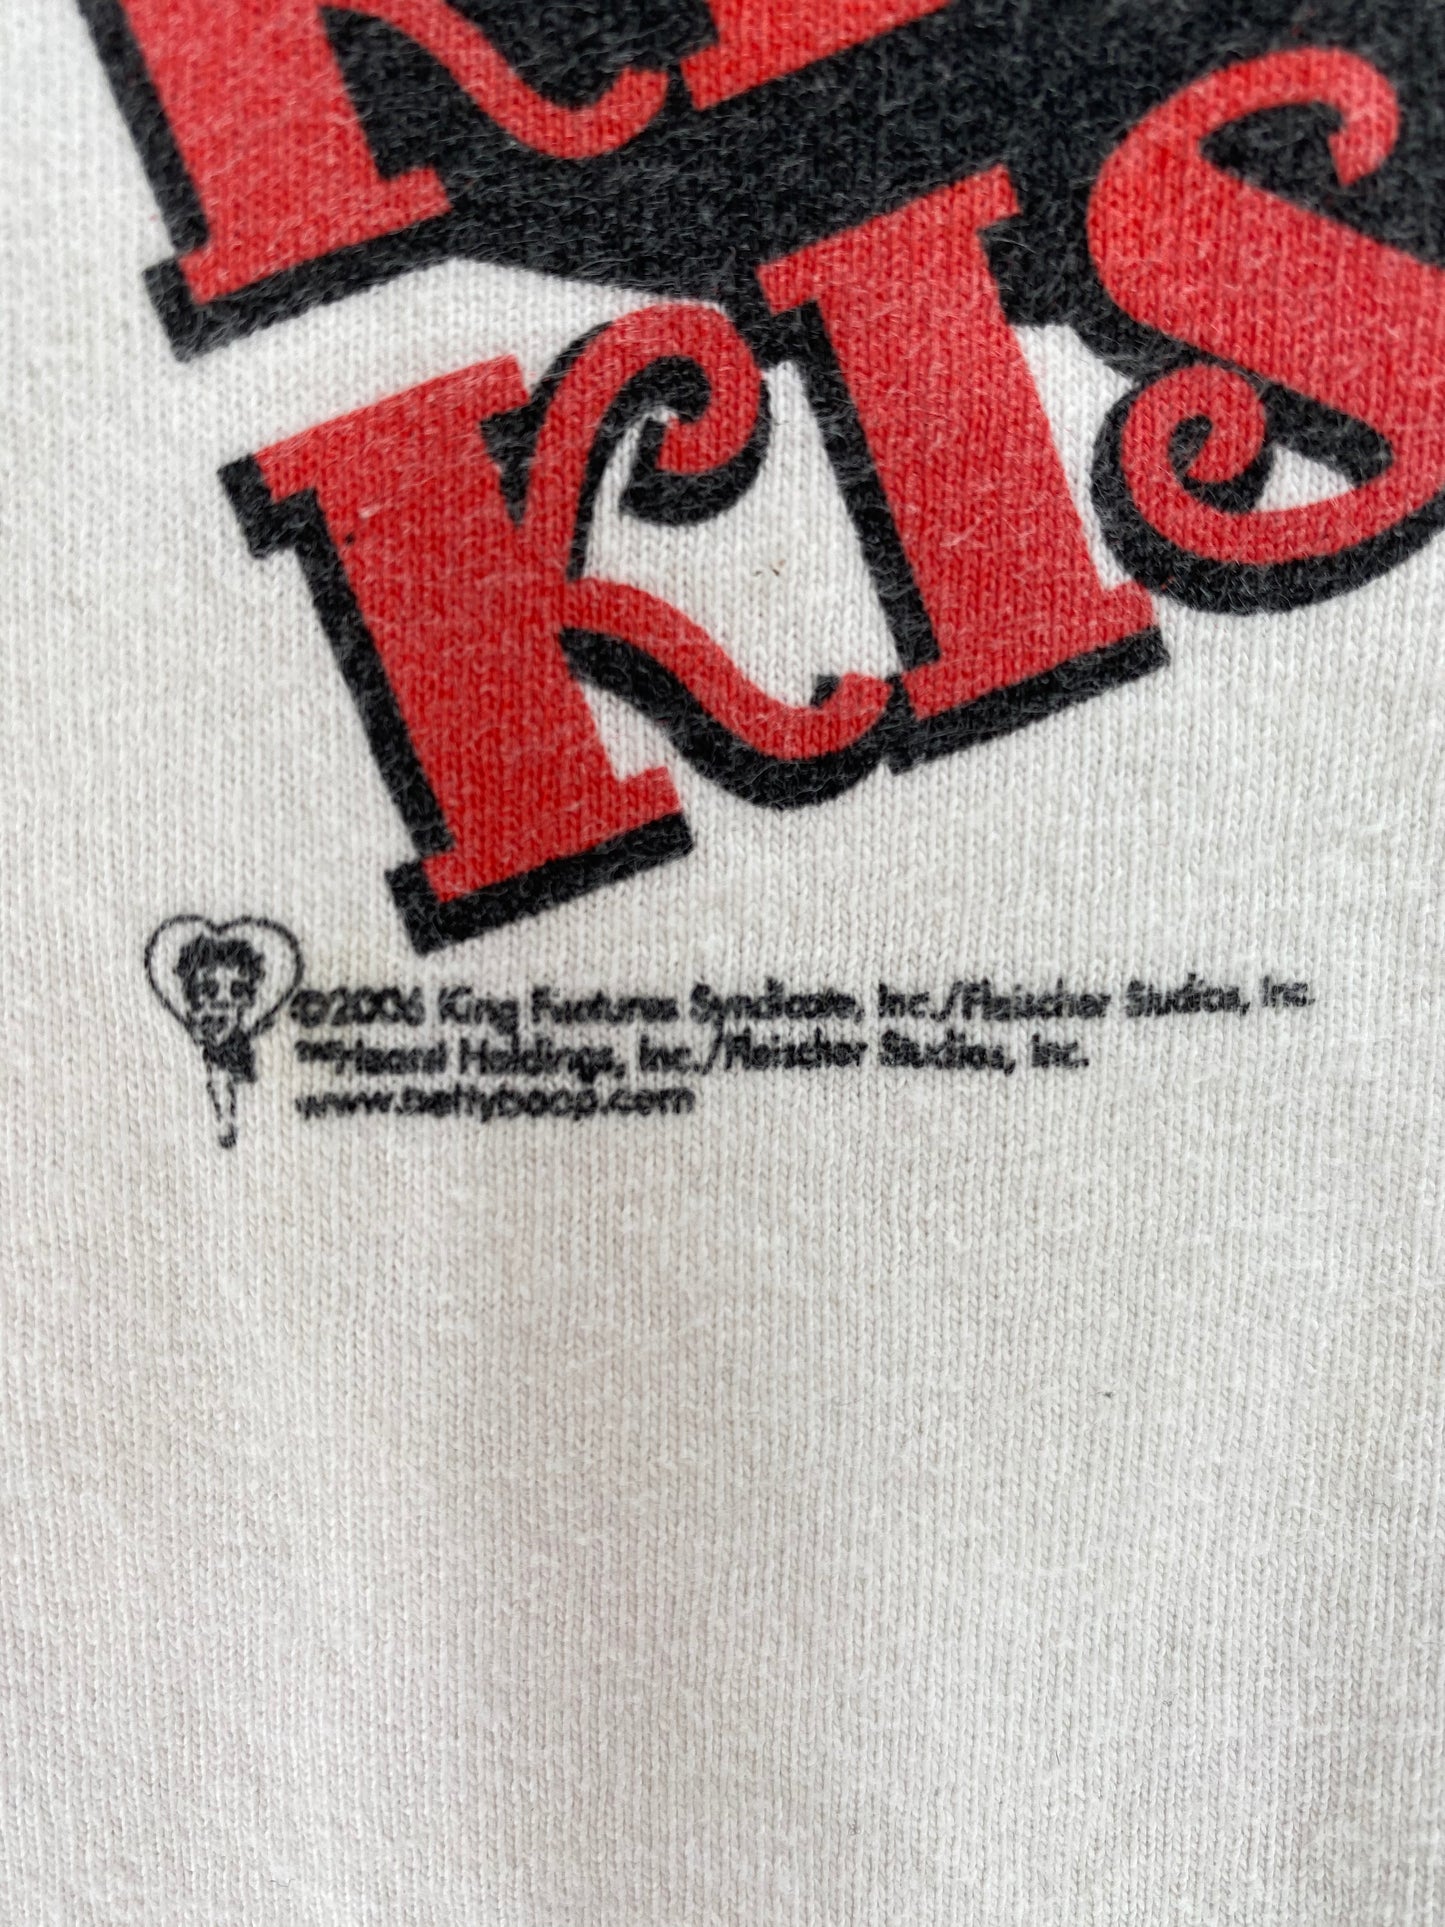 KIS
©2006 King Features Syndicate, Inc./Fleischer Studios, Inc.
™Hearst Holdings, Inc./Fleischer Studios, Inc.
www.bettyboop.com